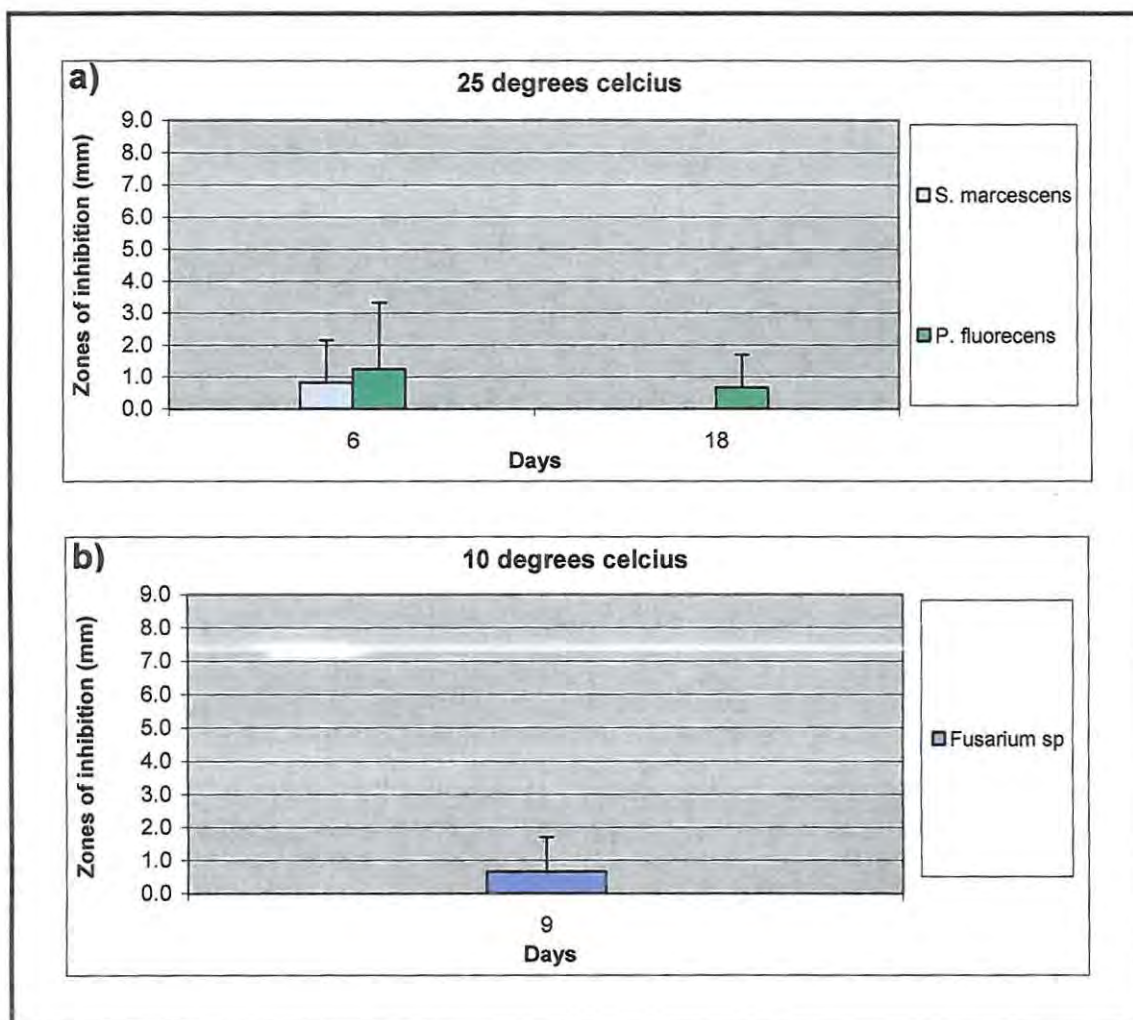 a)
25 degrees celcius
Zones of inhibition (mm)
9.0
8.0
7.0
6.0
5.0
4.0
3.0
2.0
1.0
0.0
6 18
Days
S. marcescens
P. fluorecens
b)
10 degrees celcius
Zones of inhibition (mm)
9.0
8.0
7.0
6.0
5.0
4.0
3.0
2.0
1.0
0.0
9
Days
Fusarium sp